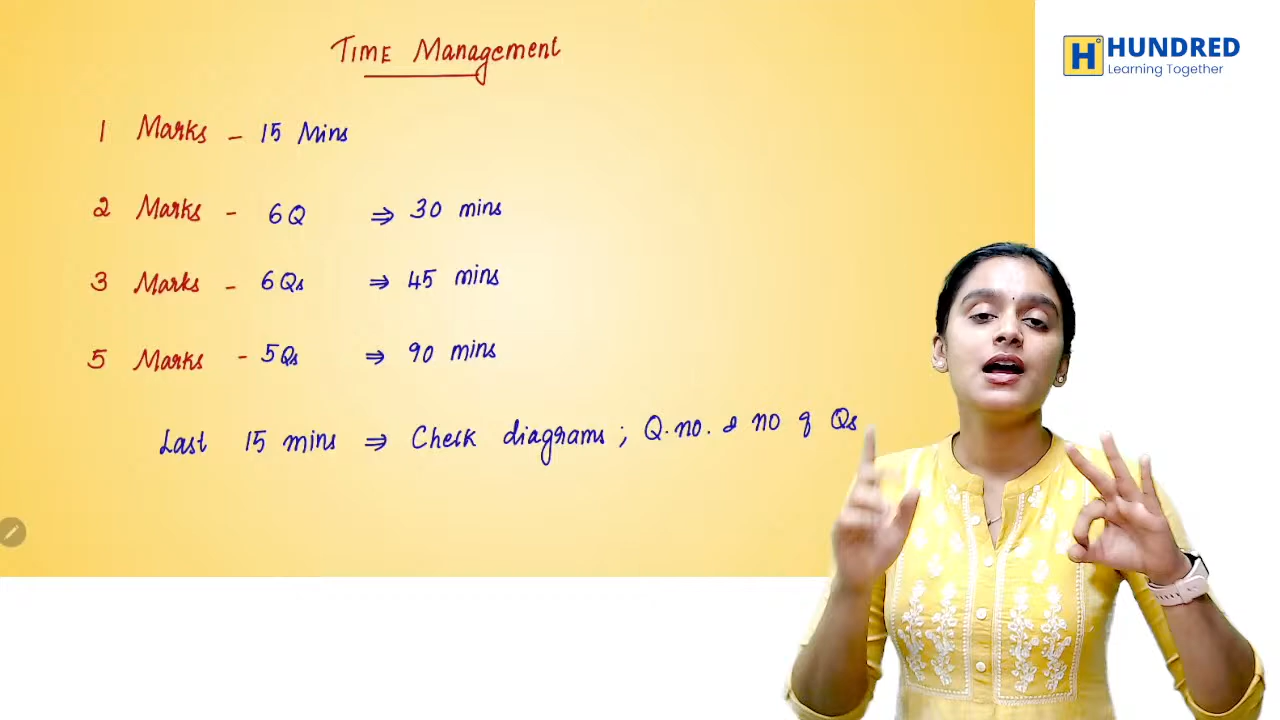 TIME Management
HUNDRED
Learning Together
1 Marks - 15 Mins
2 Marks - 6Q ⇒ 30 mins
3 Marks - 6Qs ⇒ 45 mins
5 Marks - 5Qs ⇒ 90 mins
Last 15 mins ⇒ Check diagrams; Q.no. & no of Qs